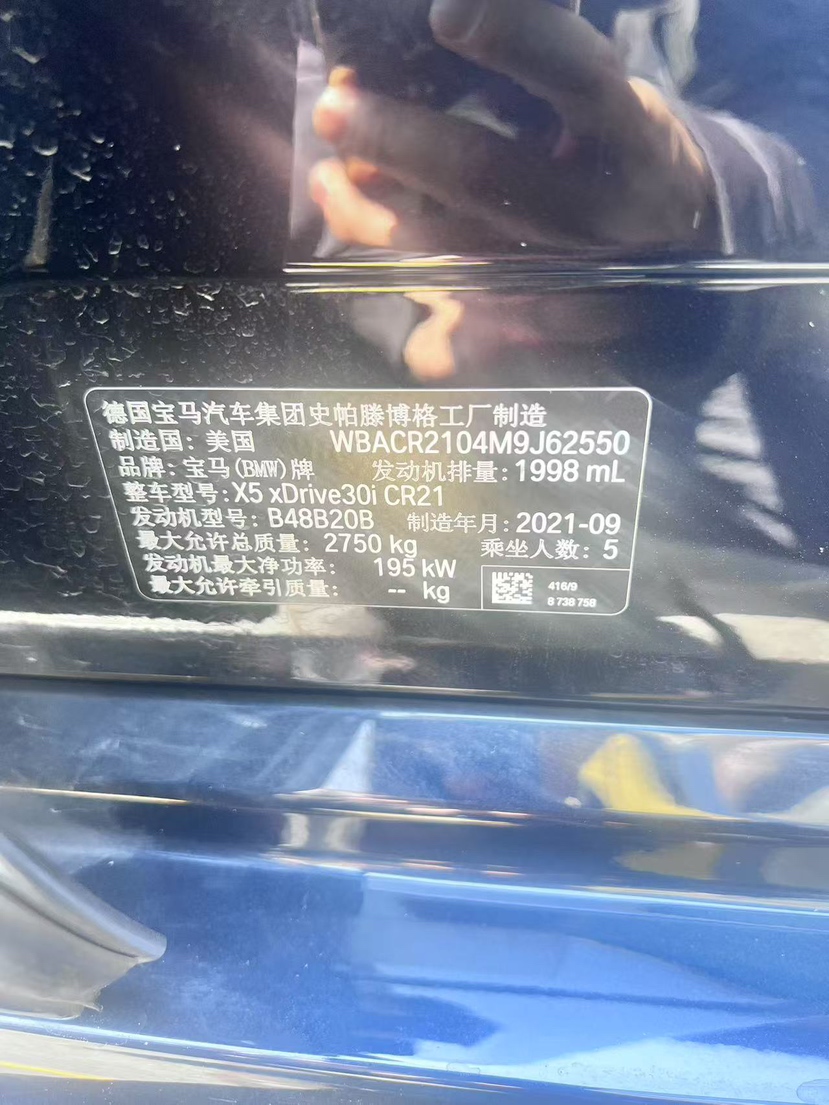 德国宝马汽车集团史帕滕博格工厂制造
制造国：美国 WBACR2104M9J62550
品牌：宝马(BMW)牌 发动机排量：1998 mL
整车型号：X5 xDrive30i CR21
发动机型号：B48B20B 制造年月：2021-09
最大允许总质量：2750 kg 乘坐人数：5
发动机最大净功率：195 kW
最大允许牵引质量：-- kg
416/9
8 738 758